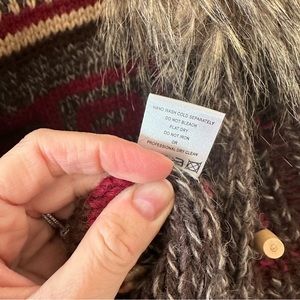 HAND WASH COLD SEPARATELY
DO NOT BLEACH
FLAT DRY
DO NOT IRON
OR
PROFESSIONAL DRY CLEAN